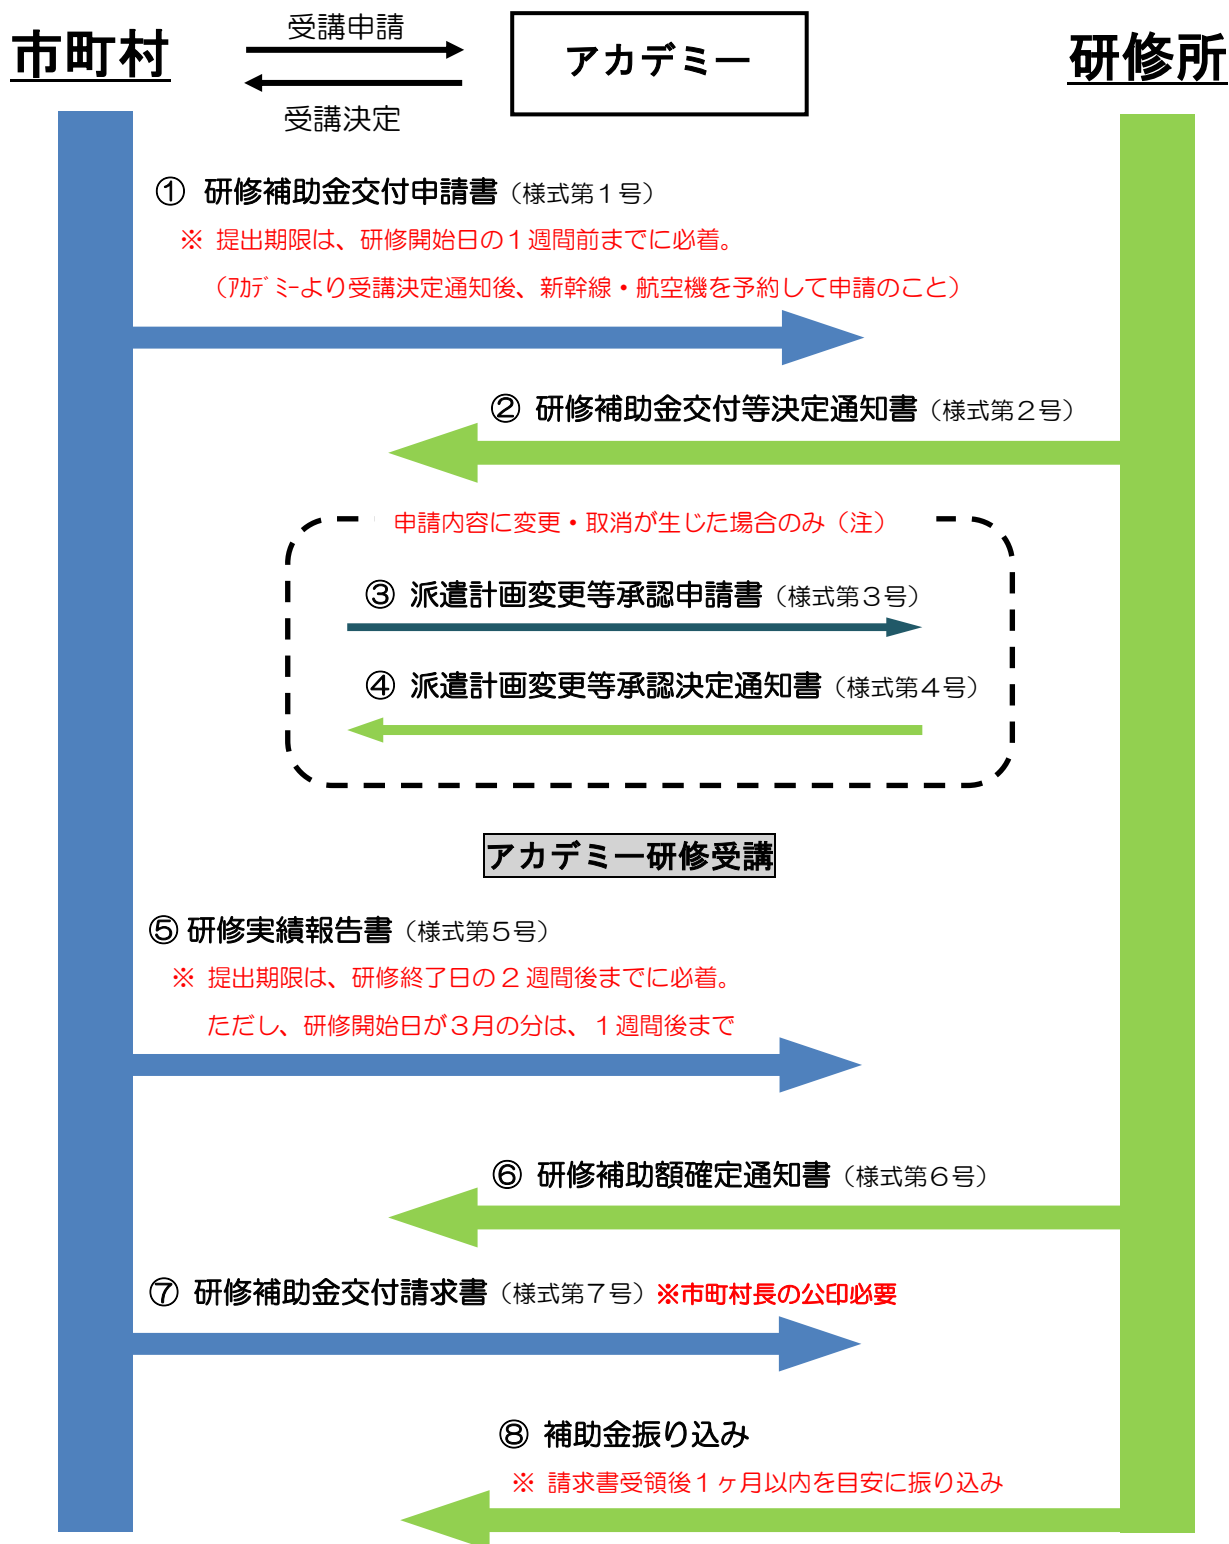 市町村
受講申請
アカデミー
受講決定
研修所
① 研修補助金交付申請書（様式第１号）
※ 提出期限は、研修開始日の１週間前までに必着。
（ｱｶﾃﾞﾐｰより受講決定通知後、新幹線・航空機を予約して申請のこと）
② 研修補助金交付等決定通知書（様式第２号）
申請内容に変更・取消が生じた場合のみ（注）
③ 派遣計画変更等承認申請書（様式第３号）
④ 派遣計画変更等承認決定通知書（様式第４号）
アカデミー研修受講
⑤ 研修実績報告書（様式第５号）
※ 提出期限は、研修終了日の２週間後までに必着。
ただし、研修開始日が３月の分は、１週間後まで
⑥ 研修補助額確定通知書（様式第６号）
⑦ 研修補助金交付請求書（様式第７号）※市町村長の公印必要
⑧ 補助金振り込み
※ 請求書受領後１ヶ月以内を目安に振り込み